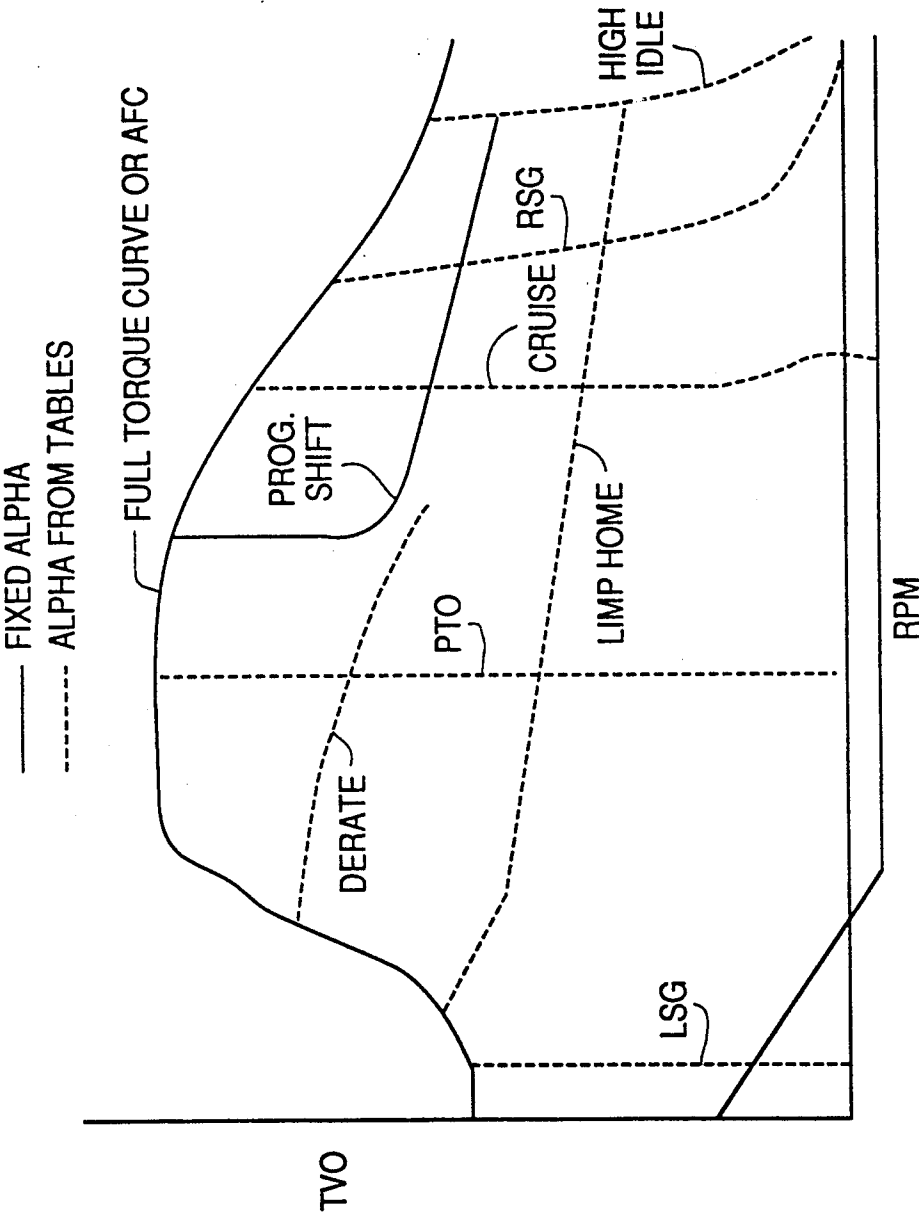 FIXED ALPHA
ALPHA FROM TABLES
FULL TORQUE CURVE OR AFC
TVO
PROG.
SHIFT
DERATE
PTO
CRUISE
RSG
HIGH
IDLE
LIMP HOME
LSG
RPM